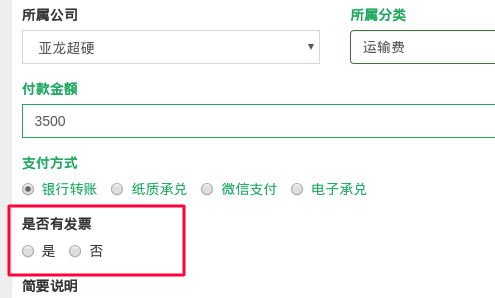 所属公司 所属分类
亚龙超硬 运输费
付款金额
3500
支付方式
银行转账 纸质承兑 微信支付 电子承兑
是否有发票
是 否
简要说明